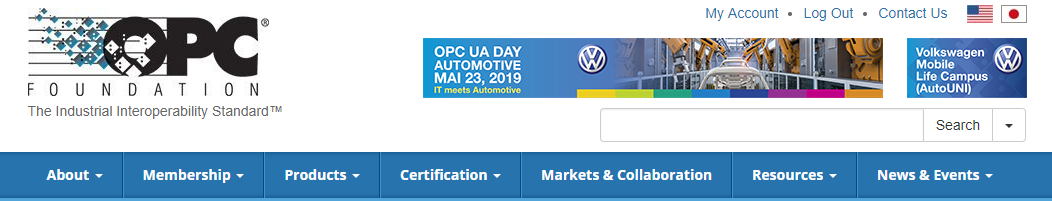 My Account • Log Out • Contact Us
OPC®
FOUNDATION
The Industrial Interoperability Standard™
OPC UA DAY
AUTOMOTIVE
MAI 23, 2019
IT meets Automotive
Volkswagen
Mobile
Life Campus
(AutoUNI)
Search
About Membership Products Certification Markets & Collaboration Resources News & Events